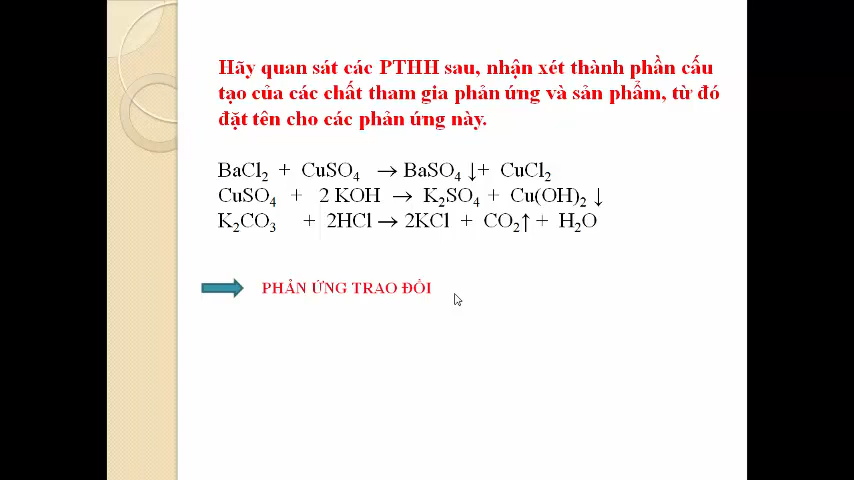 Hãy quan sát các PTHH sau, nhận xét thành phần cấu
tạo của các chất tham gia phản ứng và sản phẩm, từ đó
đặt tên cho các phản ứng này.
BaCl₂ + CuSO₄ → BaSO₄ ↓+ CuCl₂
CuSO₄ + 2 KOH → K₂SO₄ + Cu(OH)₂ ↓
K₂CO₃ + 2HCl → 2KCl + CO₂↑ + H₂O
PHẢN ỨNG TRAO ĐỔI